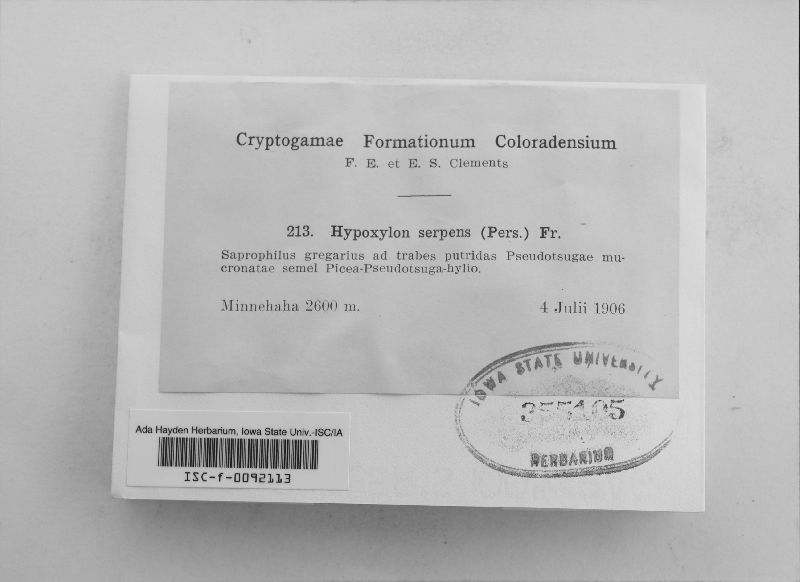 Cryptogamae Formationum Coloradensium
F. E. et E. S. Clements
213. Hypoxylon serpens (Pers.) Fr.
Saprophilus gregarius ad trabes putridas Pseudotsugae mu-
cronatae semel Picea-Pseudotsuga-hylio.
Minnehaha 2600 m. 4 Julii 1906
IOWA STATE UNIVERSITY
355105
HERBARIUM
Ada Hayden Herbarium, Iowa State Univ.-ISC/IA
ISC-f-0092113